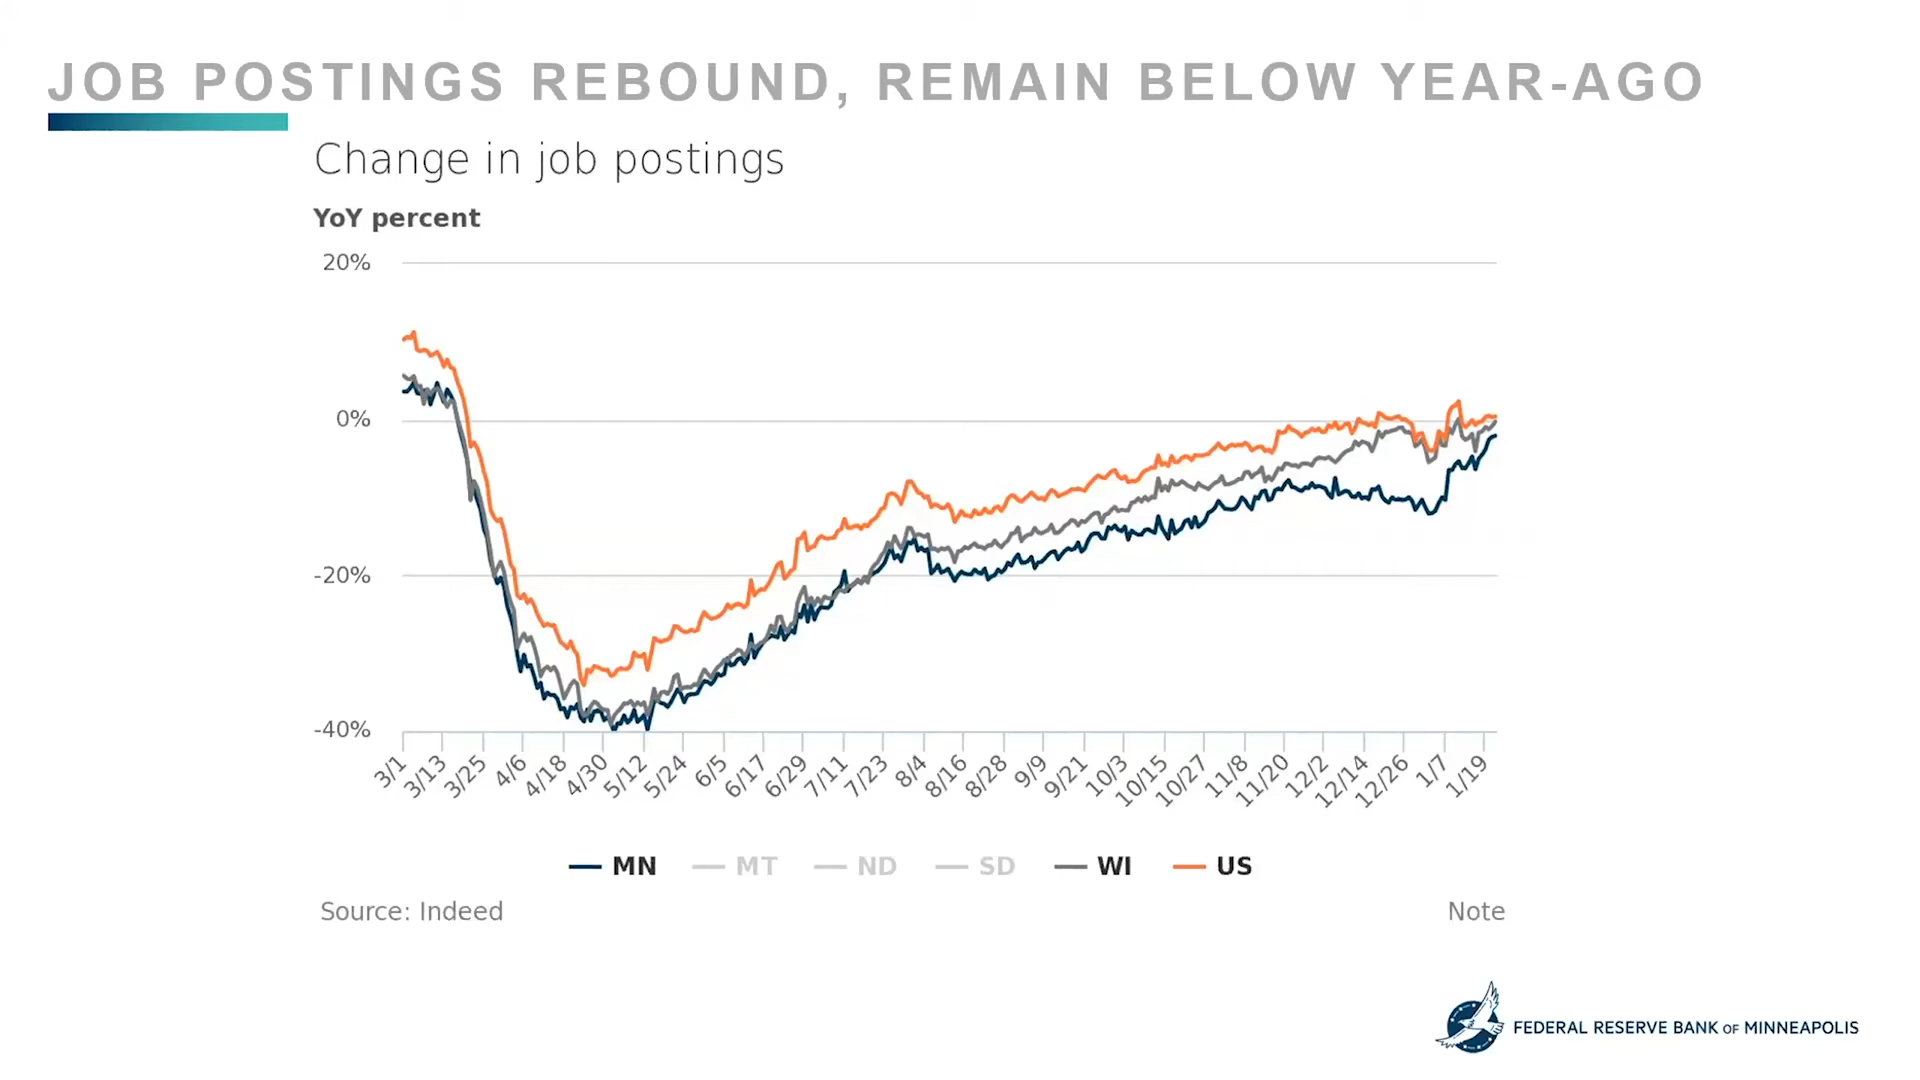 JOB POSTINGS REBOUND, REMAIN BELOW YEAR-AGO
Change in job postings
YoY percent
20%
0%
-20%
-40%
3/1 3/13 3/25 4/6 4/18 4/30 5/12 5/24 6/5 6/17 6/29 7/11 7/23 8/4 8/16 8/28 9/9 9/21 10/3 10/15 10/27 11/8 11/20 12/2 12/14 12/26 1/7 1/19
MN MT ND SD WI US
Source: Indeed Note
FEDERAL RESERVE BANK OF MINNEAPOLIS